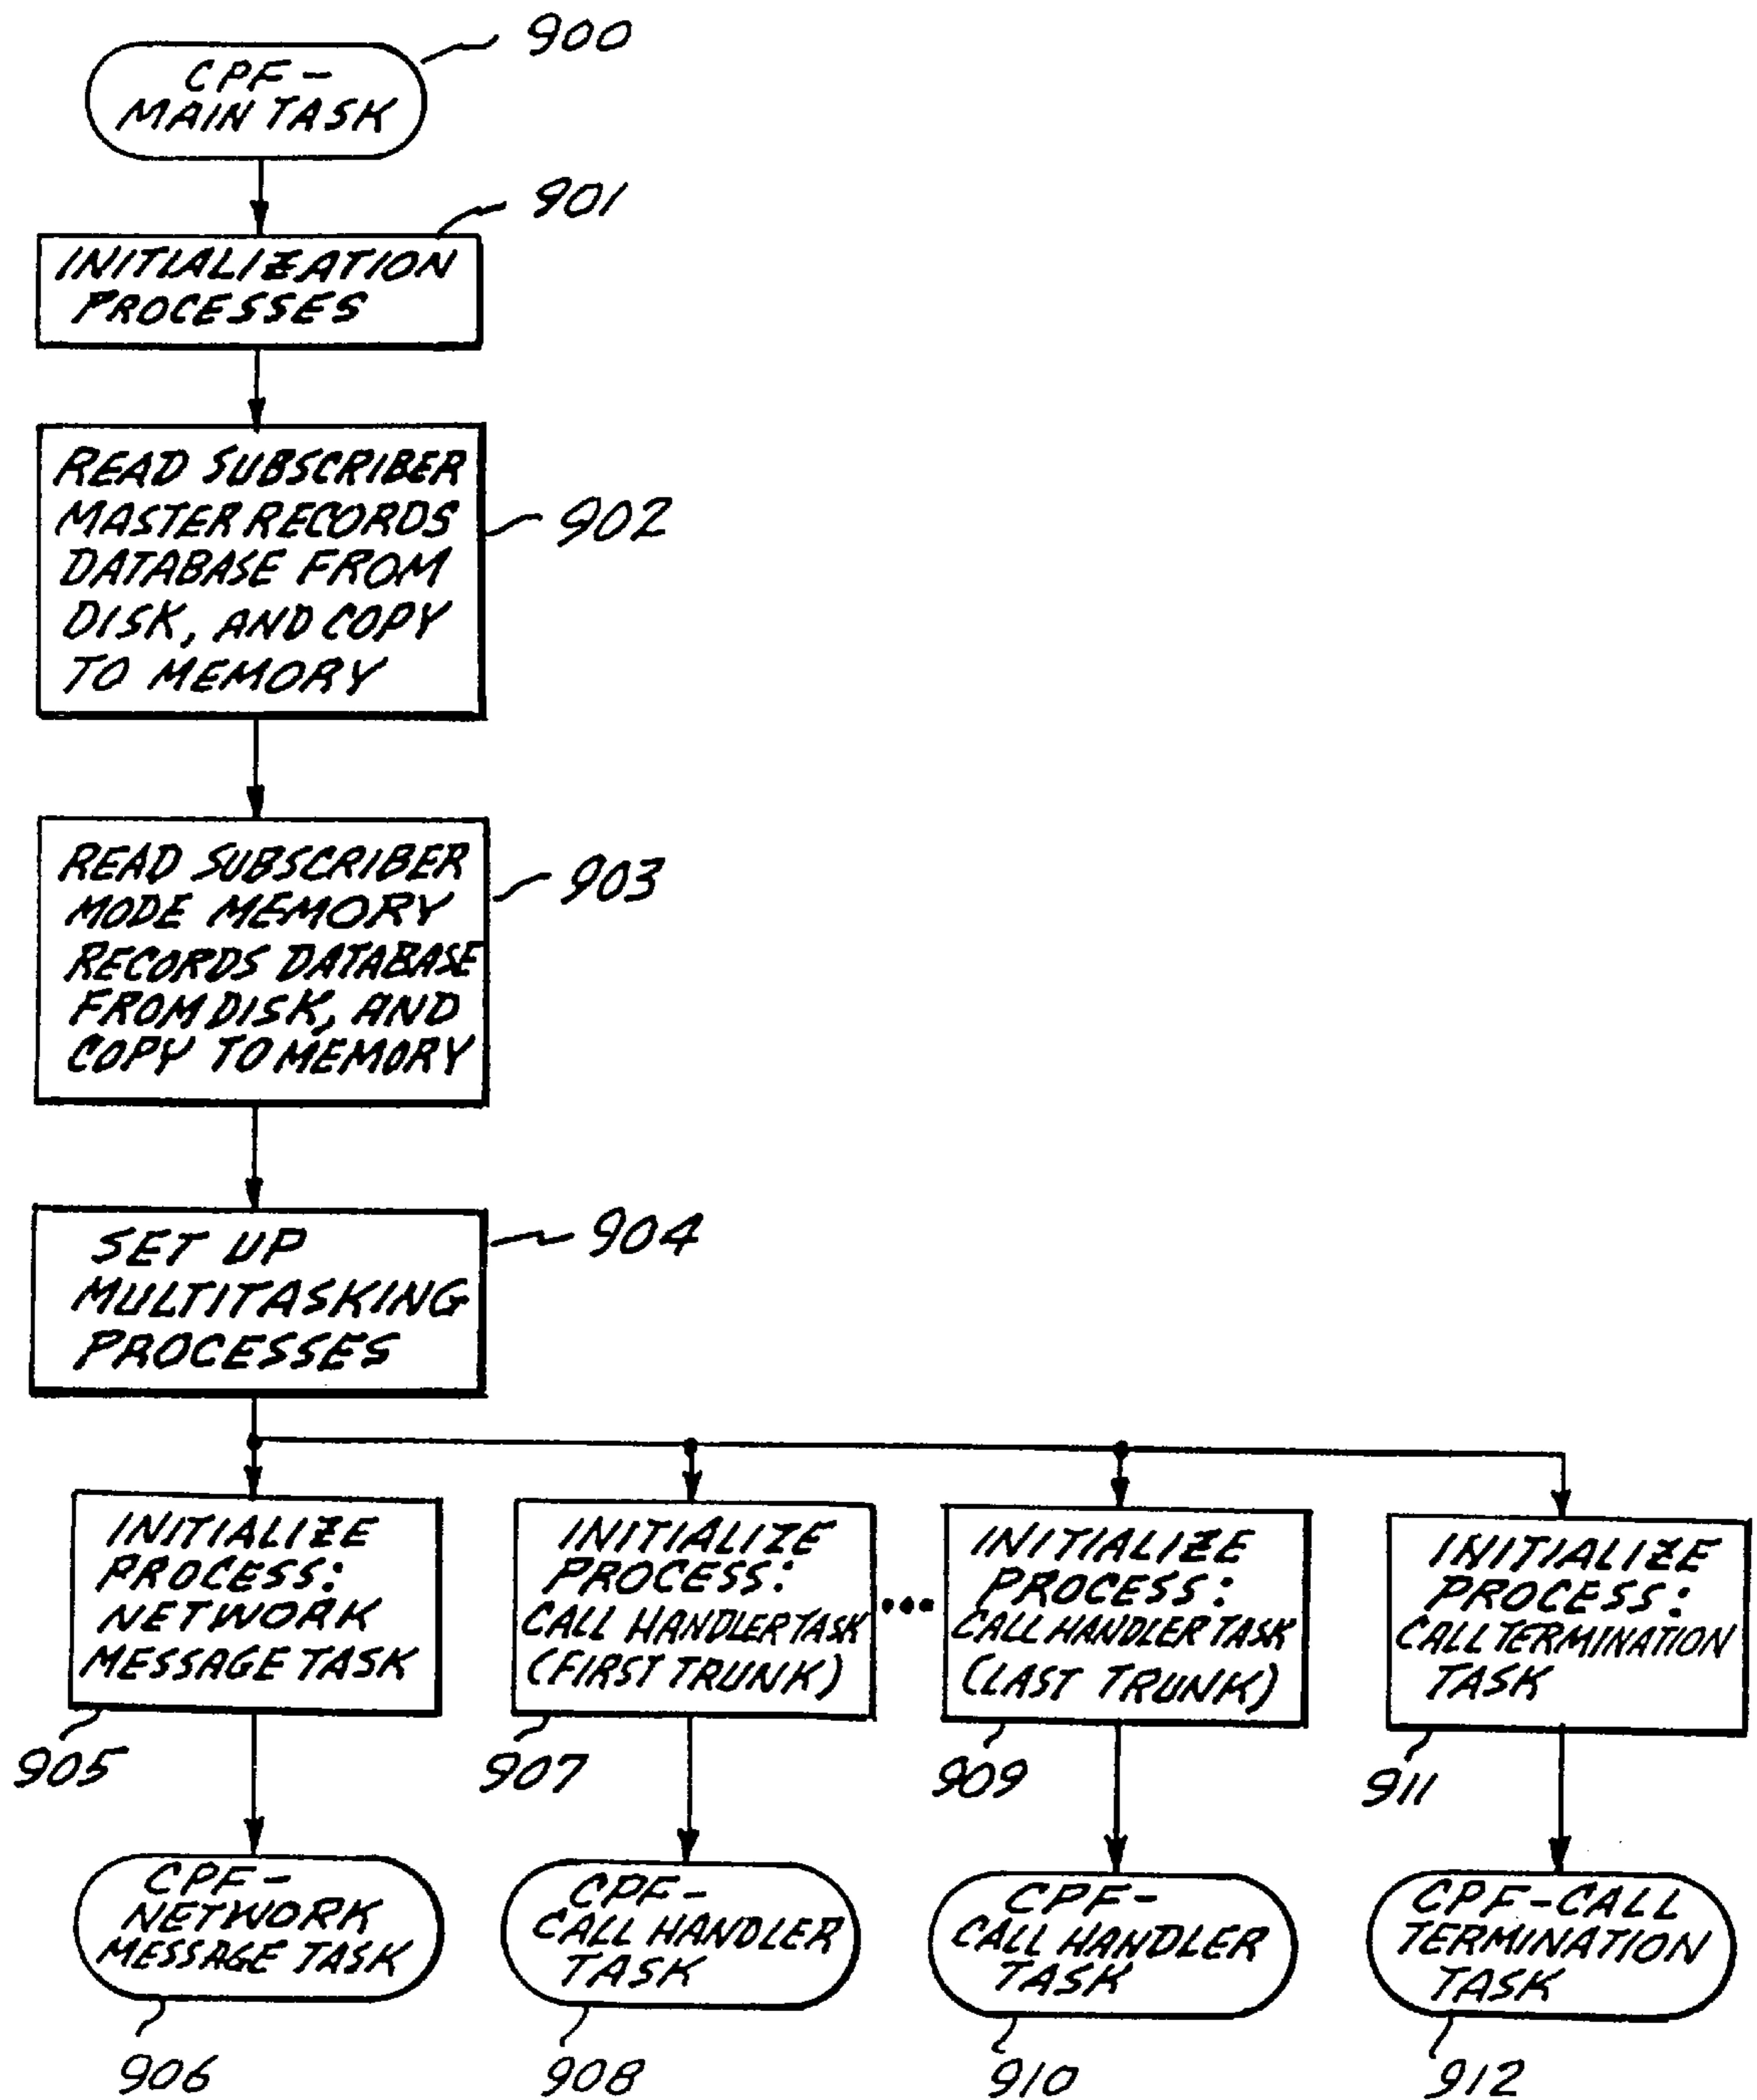 900
CPF-
MAIN TASK
901
INITIALIZATION
PROCESSES
READ SUBSCRIBER
MASTER RECORDS
DATABASE FROM
DISK, AND COPY
TO MEMORY
902
READ SUBSCRIBER
MODE MEMORY
RECORDS DATABASE
FROM DISK, AND
COPY TO MEMORY
903
SET UP
MULTITASKING
PROCESSES
904
INITIALIZE
PROCESS:
NETWORK
MESSAGE TASK
905
INITIALIZE
PROCESS:
CALL HANDLER TASK
(FIRST TRUNK)
907
•••
INITIALIZE
PROCESS:
CALL HANDLER TASK
(LAST TRUNK)
909
INITIALIZE
PROCESS:
CALL TERMINATION
TASK
911
CPF-
NETWORK
MESSAGE TASK
906
CPF-
CALL HANDLER
TASK
908
CPF-
CALL HANDLER
TASK
910
CPF-CALL
TERMINATION
TASK
912